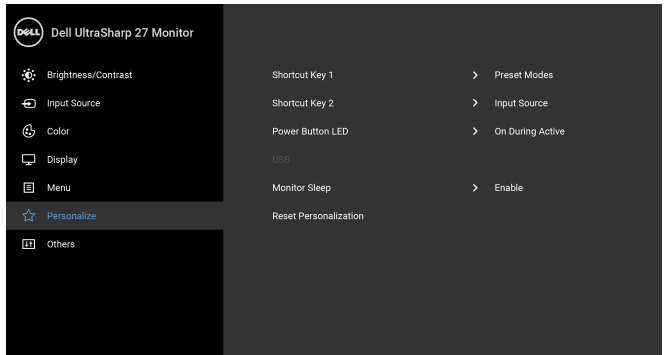 DELL Dell UltraSharp 27 Monitor
Brightness/Contrast
Input Source
Color
Display
Menu
Personalize
Others
Shortcut Key 1 > Preset Modes
Shortcut Key 2 > Input Source
Power Button LED > On During Active
USB
Monitor Sleep > Enable
Reset Personalization